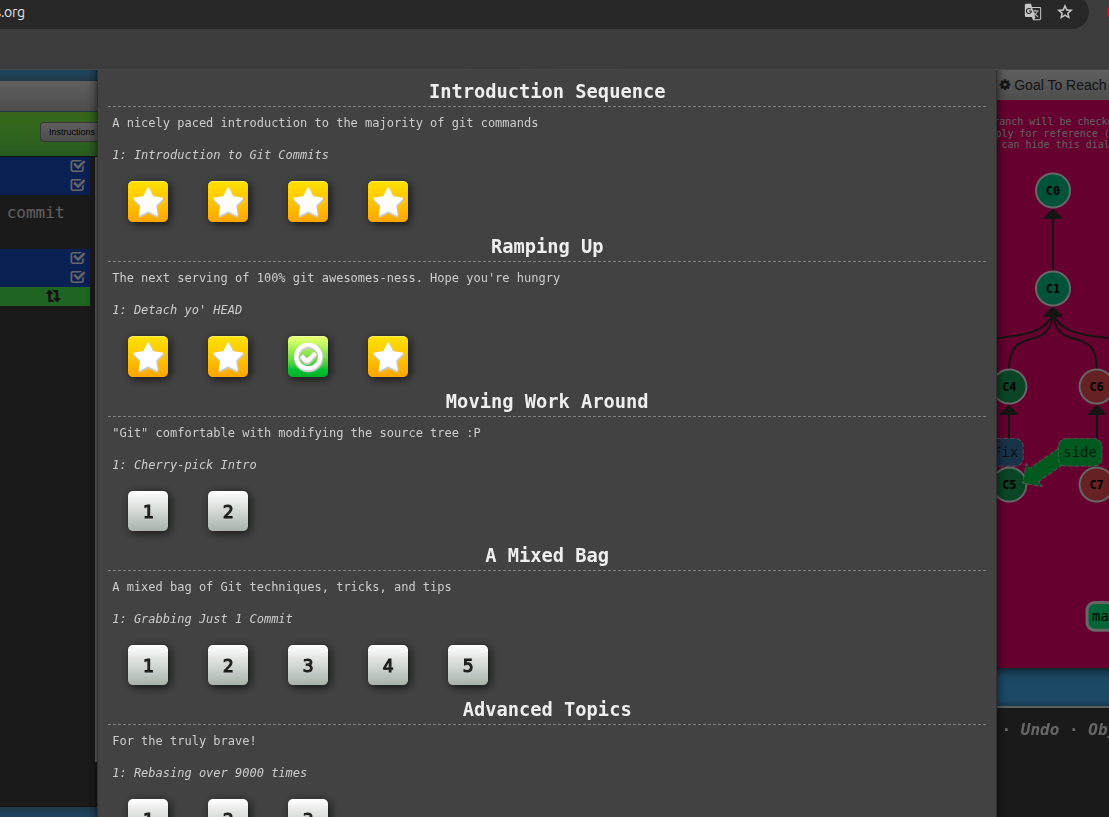 s.org
Goal To Reach
Instructions
commit
Introduction Sequence
A nicely paced introduction to the majority of git commands
1: Introduction to Git Commits
Ramping Up
The next serving of 100% git awesomes-ness. Hope you're hungry
1: Detach yo' HEAD
Moving Work Around
"Git" comfortable with modifying the source tree :P
1: Cherry-pick Intro
1 2
A Mixed Bag
A mixed bag of Git techniques, tricks, and tips
1: Grabbing Just 1 Commit
1 2 3 4 5
Advanced Topics
For the truly brave!
1: Rebasing over 9000 times
1 2 3
ranch will be check
ply for reference (
can hide this dial
C0
C1
C4 C6
Fix side
C5 C7
ma
· Undo · Ob